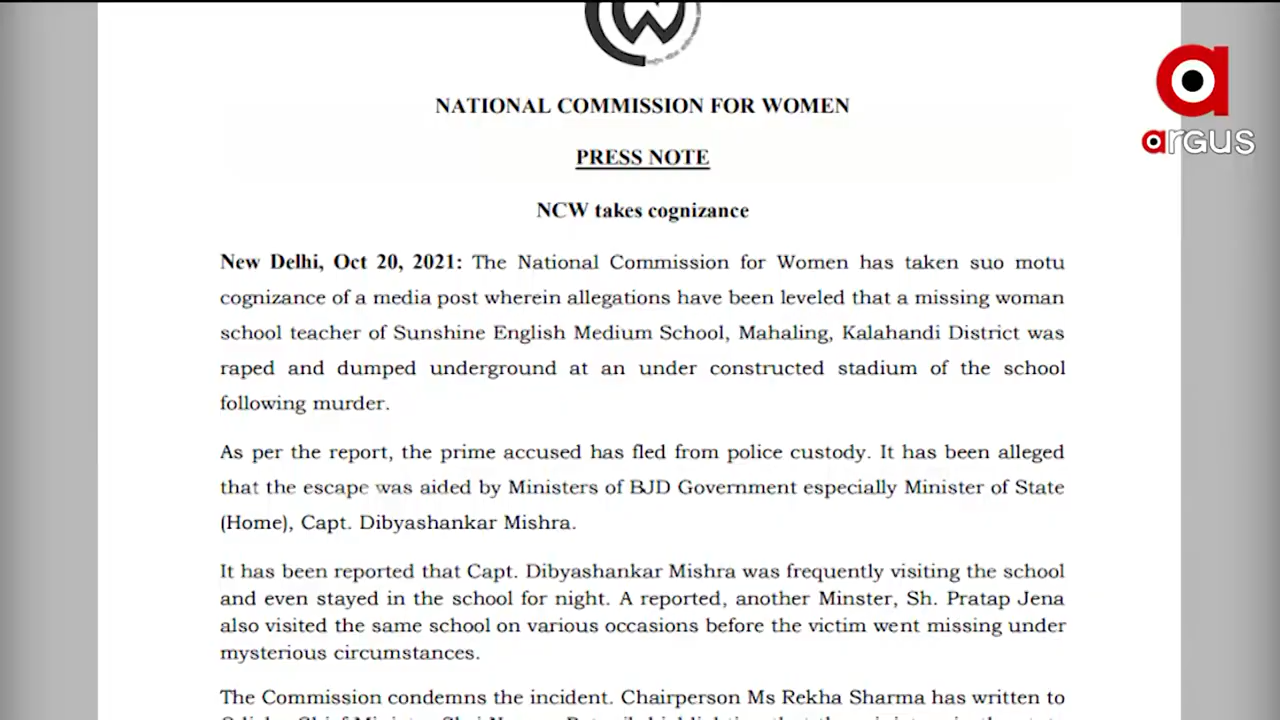 NATIONAL COMMISSION FOR WOMEN
PRESS NOTE
NCW takes cognizance
New Delhi, Oct 20, 2021: The National Commission for Women has taken suo motu
cognizance of a media post wherein allegations have been leveled that a missing woman
school teacher of Sunshine English Medium School, Mahaling, Kalahandi District was
raped and dumped underground at an under constructed stadium of the school
following murder.
As per the report, the prime accused has fled from police custody. It has been alleged
that the escape was aided by Ministers of BJD Government especially Minister of State
(Home), Capt. Dibyashankar Mishra.
It has been reported that Capt. Dibyashankar Mishra was frequently visiting the school
and even stayed in the school for night. A reported, another Minster, Sh. Pratap Jena
also visited the same school on various occasions before the victim went missing under
mysterious circumstances.
The Commission condemns the incident. Chairperson Ms Rekha Sharma has written to
argus